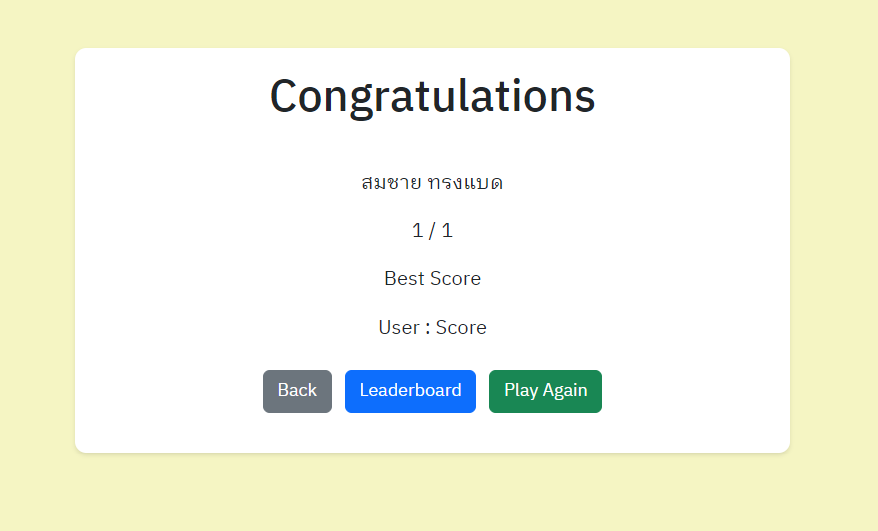 Congratulations
สมชาย ทรงแบด
1 / 1
Best Score
User : Score
Back Leaderboard Play Again